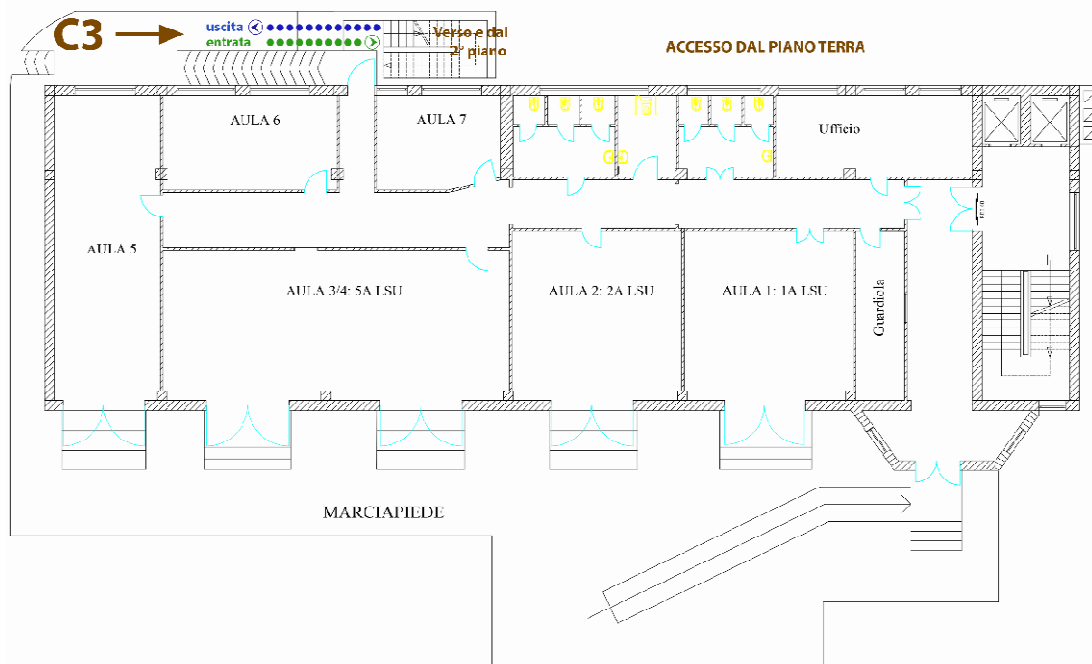 C3
uscita
entrata
Verso e dal
2° piano
ACCESSO DAL PIANO TERRA
AULA 6
AULA 7
Ufficio
AULA 5
AULA 3/4: 5A LSU
AULA 2: 2A LSU
AULA 1: 1A LSU
Guardiola
MARCIAPIEDE